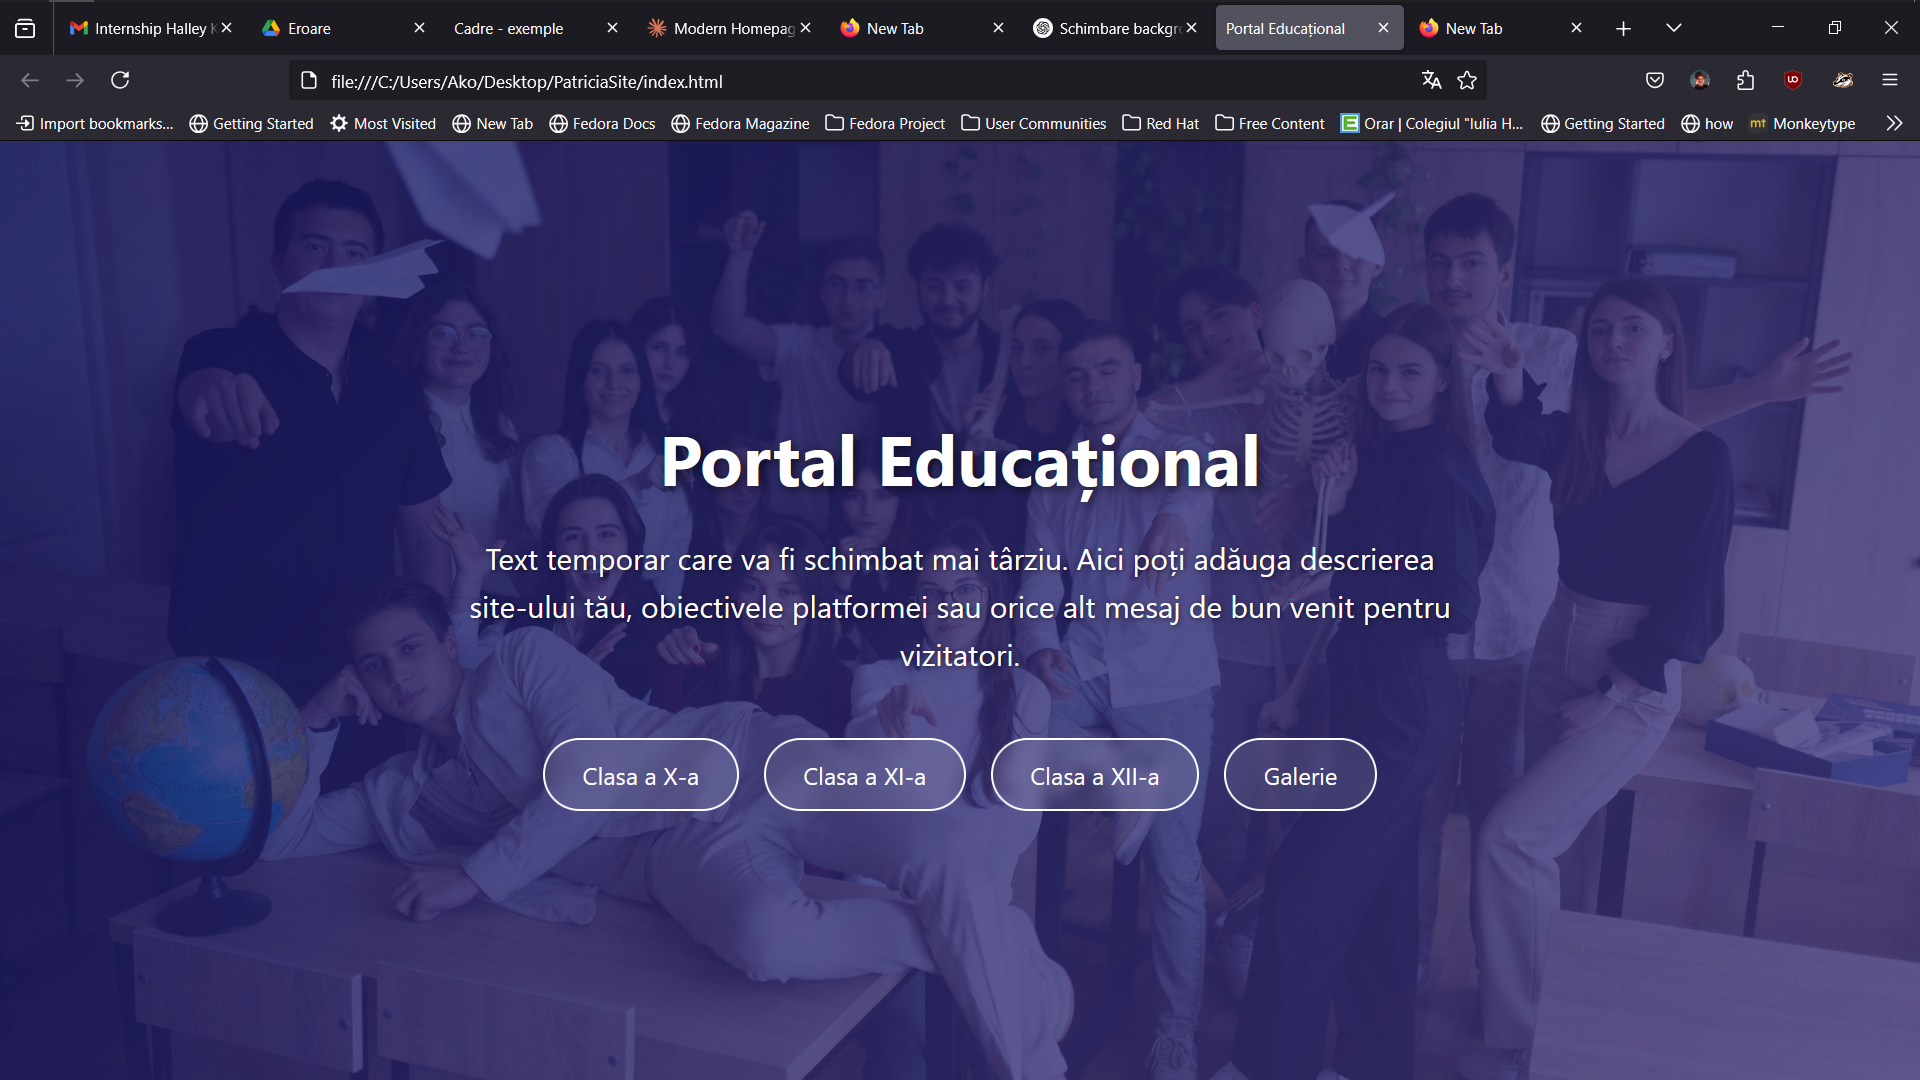 Internship Halley K
Eroare
Cadre - exemple
Modern Homepag
New Tab
Schimbare backgr
Portal Educațional
New Tab
file:///C:/Users/Ako/Desktop/PatriciaSite/index.html
Import bookmarks...
Getting Started
Most Visited
New Tab
Fedora Docs
Fedora Magazine
Fedora Project
User Communities
Red Hat
Free Content
Orar | Colegiul "Iulia H...
Getting Started
how
mt
Monkeytype
Portal Educațional
Text temporar care va fi schimbat mai târziu. Aici poți adăuga descrierea
site-ului tău, obiectivele platformei sau orice alt mesaj de bun venit pentru
vizitatori.
Clasa a X-a
Clasa a XI-a
Clasa a XII-a
Galerie